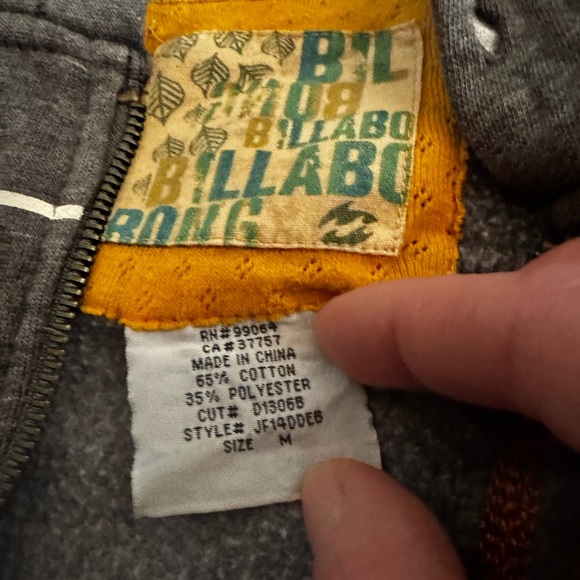 BIL
BILLABO
BILLABO
BONG
RN#99064
CA#37757
MADE IN CHINA
65% COTTON
35% POLYESTER
CUT# D1306B
STYLE# JF14DDEB
SIZE M